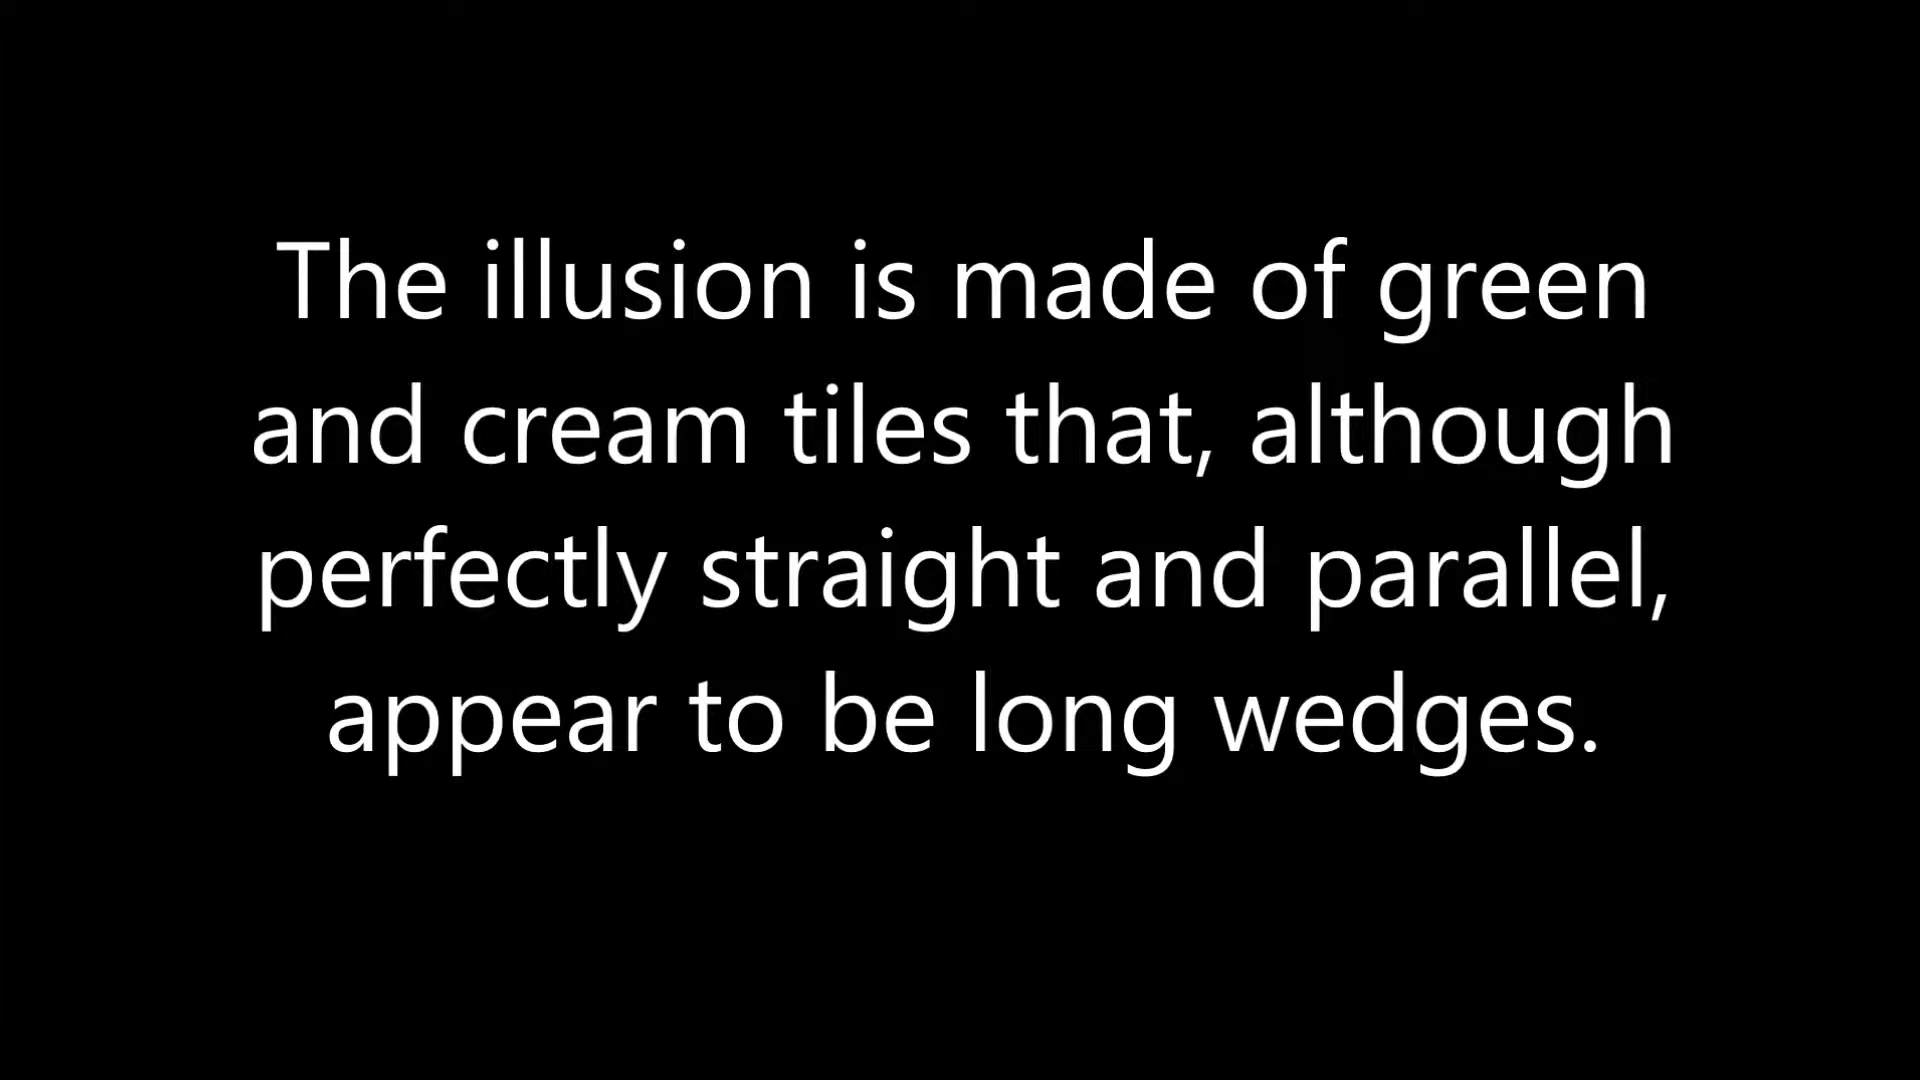 The illusion is made of green
and cream tiles that, although
perfectly straight and parallel,
appear to be long wedges.